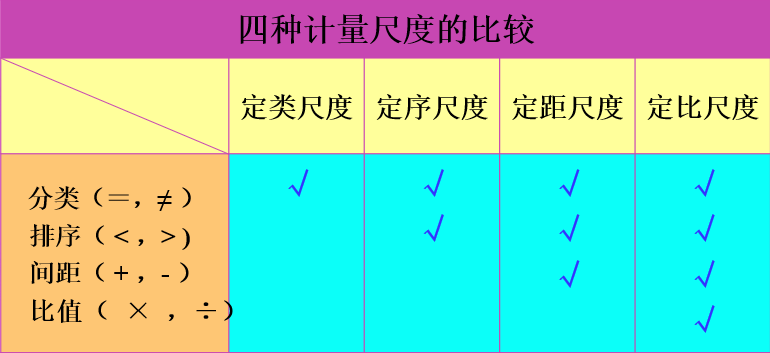 四种计量尺度的比较
定类尺度 定序尺度 定距尺度 定比尺度
分类（=，≠ ） √ √ √ √
排序（ < ，>） √ √ √
间距（ + ，- ） √ √
比值（ × ，÷） √